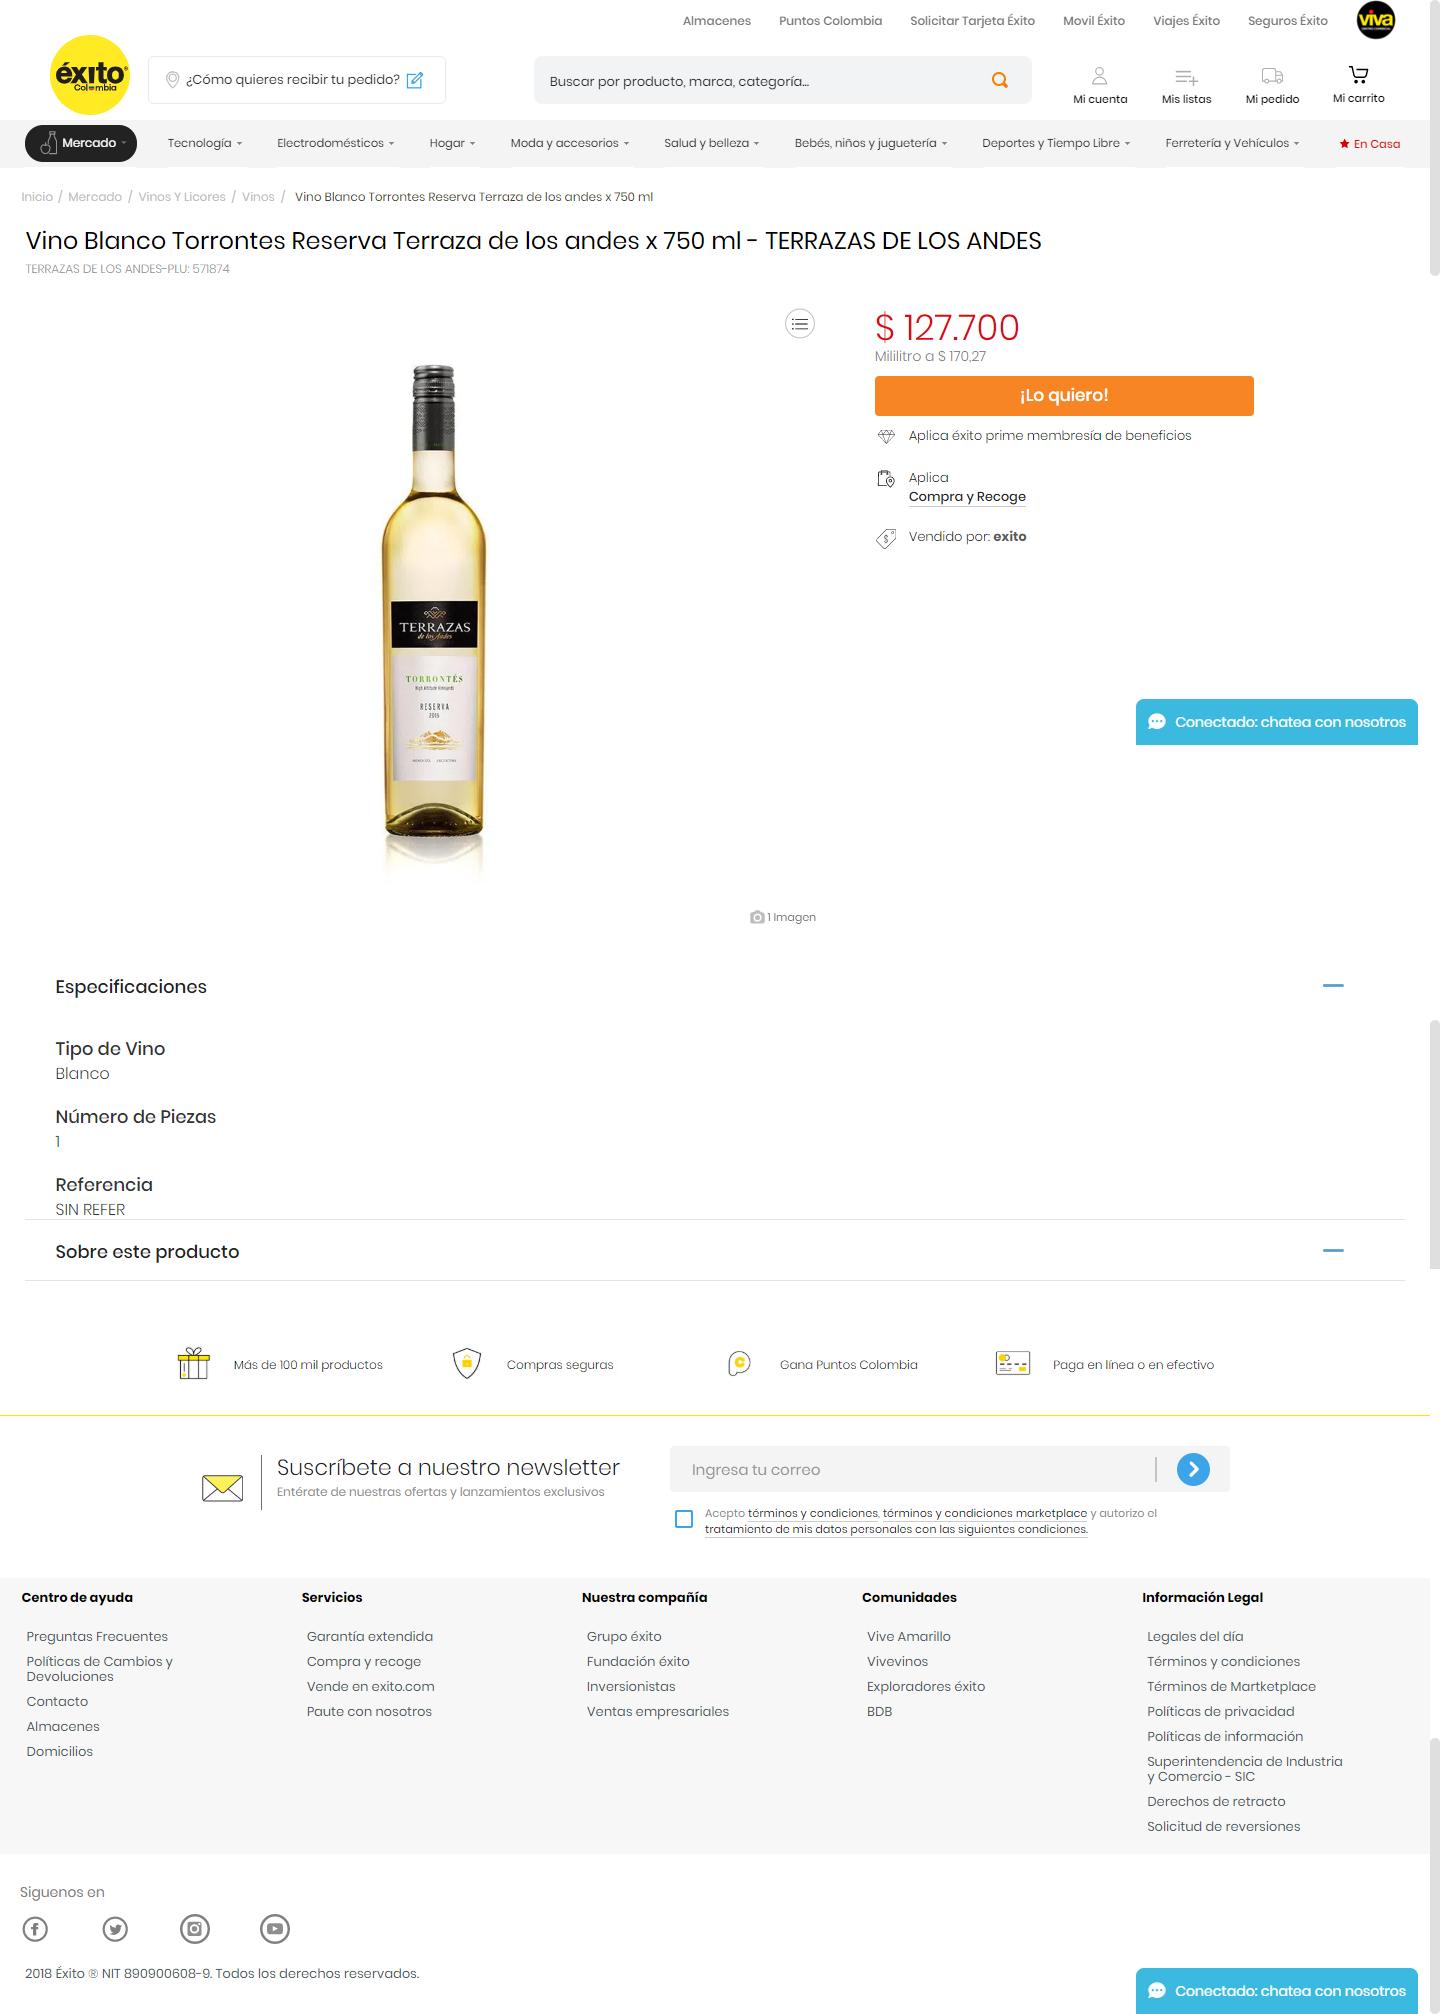 Almacenes Puntos Colombia Solicitar Tarjeta Éxito Movil Éxito Viajes Éxito Seguros Éxito viva
éxito
Colombia
¿Cómo quieres recibir tu pedido?
Buscar por producto, marca, categoría...
Mi cuenta Mis listas Mi pedido Mi carrito
Mercado Tecnología Electrodomésticos Hogar Moda y accesorios Salud y belleza Bebés, niños y juguetería Deportes y Tiempo Libre Ferretería y Vehículos En Casa
Inicio / Mercado / Vinos Y Licores / Vinos / Vino Blanco Torrontes Reserva Terraza de los andes x 750 ml
Vino Blanco Torrontes Reserva Terraza de los andes x 750 ml - TERRAZAS DE LOS ANDES
TERRAZAS DE LOS ANDES-PLU: 571874
$ 127.700
Mililitro a $ 170,27
¡Lo quiero!
Aplica éxito prime membresía de beneficios
Aplica
Compra y Recoge
Vendido por: exito
TERRAZAS
de los Andes
TORRONTÉS
High Altitude Vineyards
RESERVA
2015
Conectado: chatea con nosotros
1 Imagen
Especificaciones
Tipo de Vino
Blanco
Número de Piezas
1
Referencia
SIN REFER
Sobre este producto
Más de 100 mil productos Compras seguras Gana Puntos Colombia Paga en línea o en efectivo
Suscríbete a nuestro newsletter
Entérate de nuestras ofertas y lanzamientos exclusivos
Ingresa tu correo
Acepto términos y condiciones, términos y condiciones marketplace y autorizo el
tratamiento de mis datos personales con las siguientes condiciones.
Centro de ayuda
Preguntas Frecuentes
Políticas de Cambios y
Devoluciones
Contacto
Almacenes
Domicilios
Servicios
Garantía extendida
Compra y recoge
Vende en exito.com
Paute con nosotros
Nuestra compañía
Grupo éxito
Fundación éxito
Inversionistas
Ventas empresariales
Comunidades
Vive Amarillo
Vivevinos
Exploradores éxito
BDB
Información Legal
Legales del día
Términos y condiciones
Términos de Martketplace
Políticas de privacidad
Políticas de información
Superintendencia de Industria
y Comercio - SIC
Derechos de retracto
Solicitud de reversiones
Siguenos en
2018 Éxito ® NIT 890900608-9. Todos los derechos reservados.
Conectado: chatea con nosotros